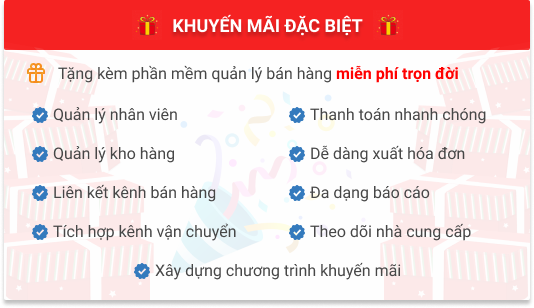 KHUYẾN MÃI ĐẶC BIỆT
Tặng kèm phần mềm quản lý bán hàng miễn phí trọn đời
Quản lý nhân viên
Thanh toán nhanh chóng
Quản lý kho hàng
Dễ dàng xuất hóa đơn
Liên kết kênh bán hàng
Đa dạng báo cáo
Tích hợp kênh vận chuyển
Theo dõi nhà cung cấp
Xây dựng chương trình khuyến mãi